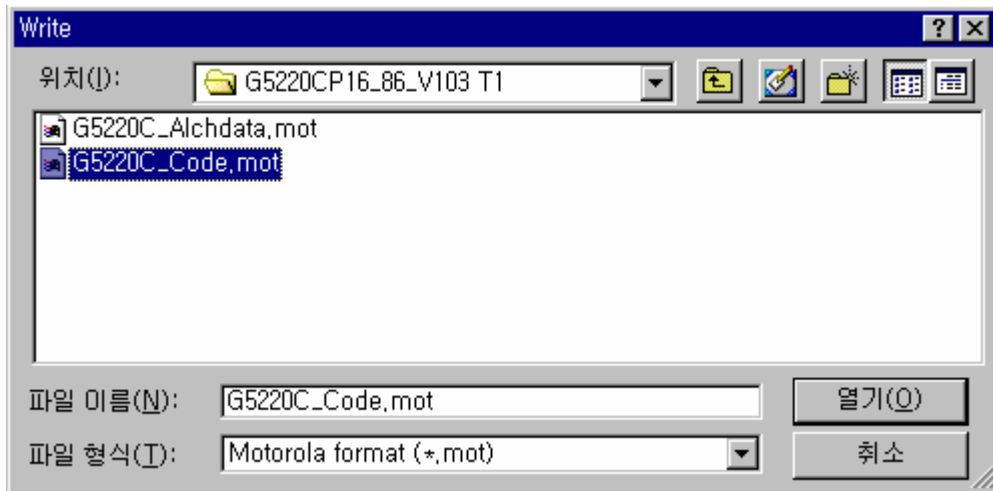 Write
위치(I):
G5220CP16_86_V103 T1
G5220C_Alchdata.mot
G5220C_Code.mot
파일 이름(N):
G5220C_Code.mot
열기(O)
파일 형식(T):
Motorola format (*.mot)
취소